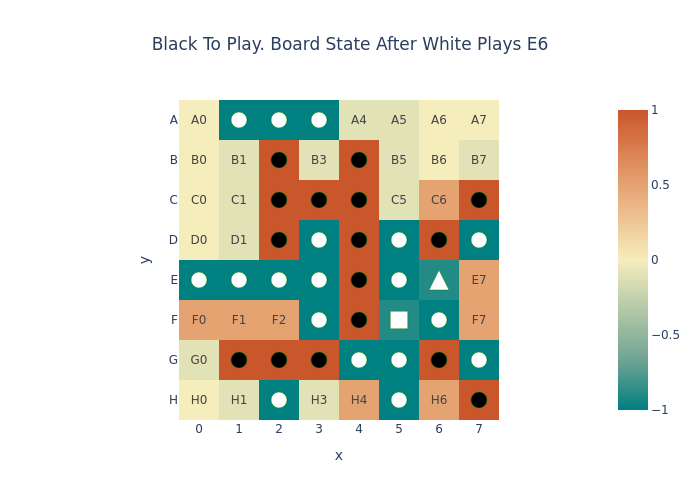 Black To Play. Board State After White Plays E6
A A0 A4 A5 A6 A7
B B0 B1 B3 B5 B6 B7
C C0 C1 C5 C6
D D0 D1
E E7
F F0 F1 F2 F7
G G0
H H0 H1 H3 H4 H6
0 1 2 3 4 5 6 7
x
y
1
0.5
0
−0.5
−1